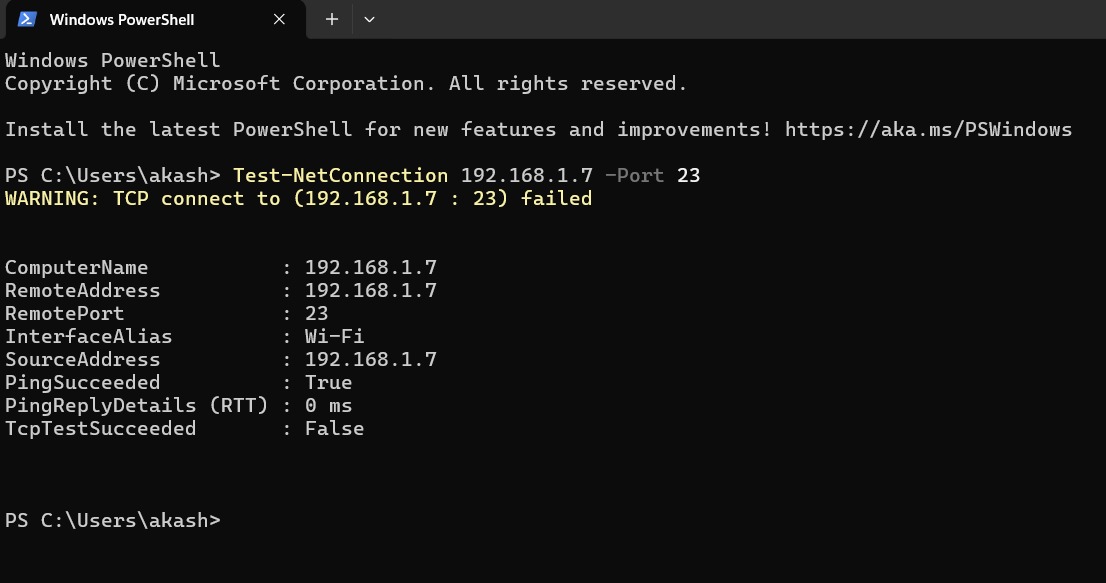 Windows PowerShell
Windows PowerShell
Copyright (C) Microsoft Corporation. All rights reserved.
Install the latest PowerShell for new features and improvements! https://aka.ms/PSWindows
PS C:\Users\akash> Test-NetConnection 192.168.1.7 -Port 23
WARNING: TCP connect to (192.168.1.7 : 23) failed
ComputerName : 192.168.1.7
RemoteAddress : 192.168.1.7
RemotePort : 23
InterfaceAlias : Wi-Fi
SourceAddress : 192.168.1.7
PingSucceeded : True
PingReplyDetails (RTT) : 0 ms
TcpTestSucceeded : False
PS C:\Users\akash>